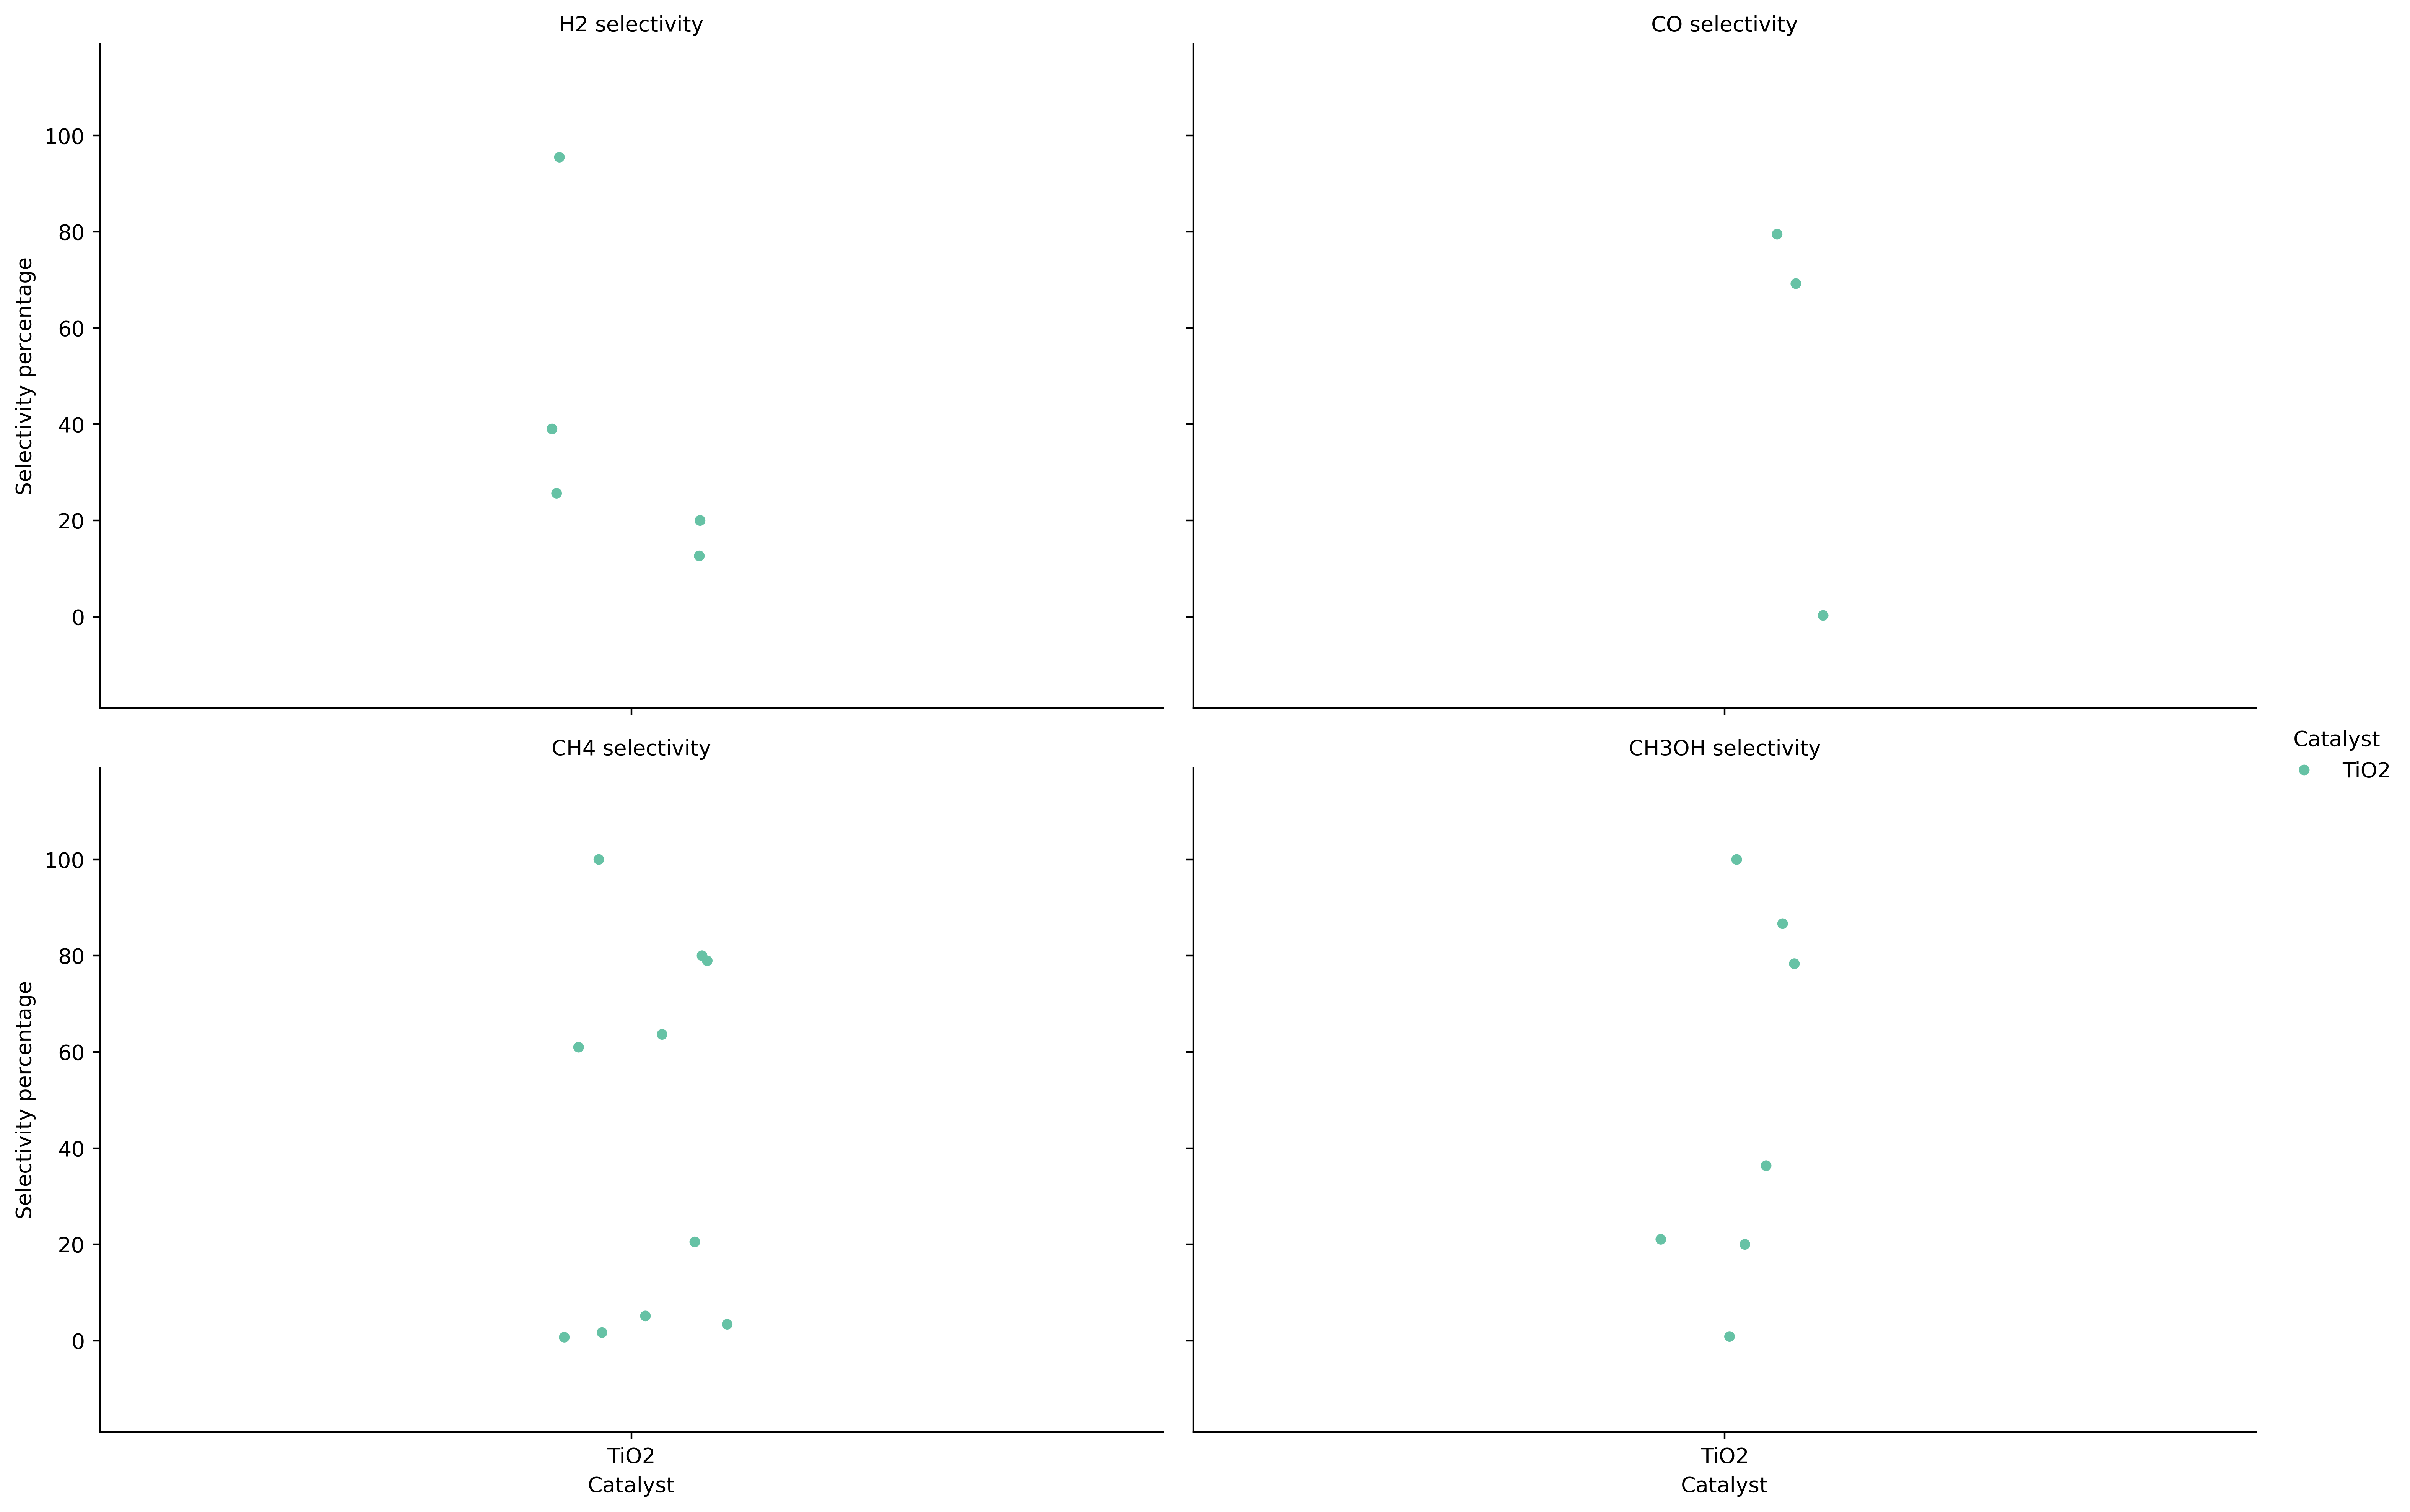 H2 selectivity
CO selectivity
Selectivity percentage
100
80
60
40
20
0
CH4 selectivity
CH3OH selectivity
Catalyst
TiO2
Selectivity percentage
100
80
60
40
20
0
TiO2
Catalyst
TiO2
Catalyst